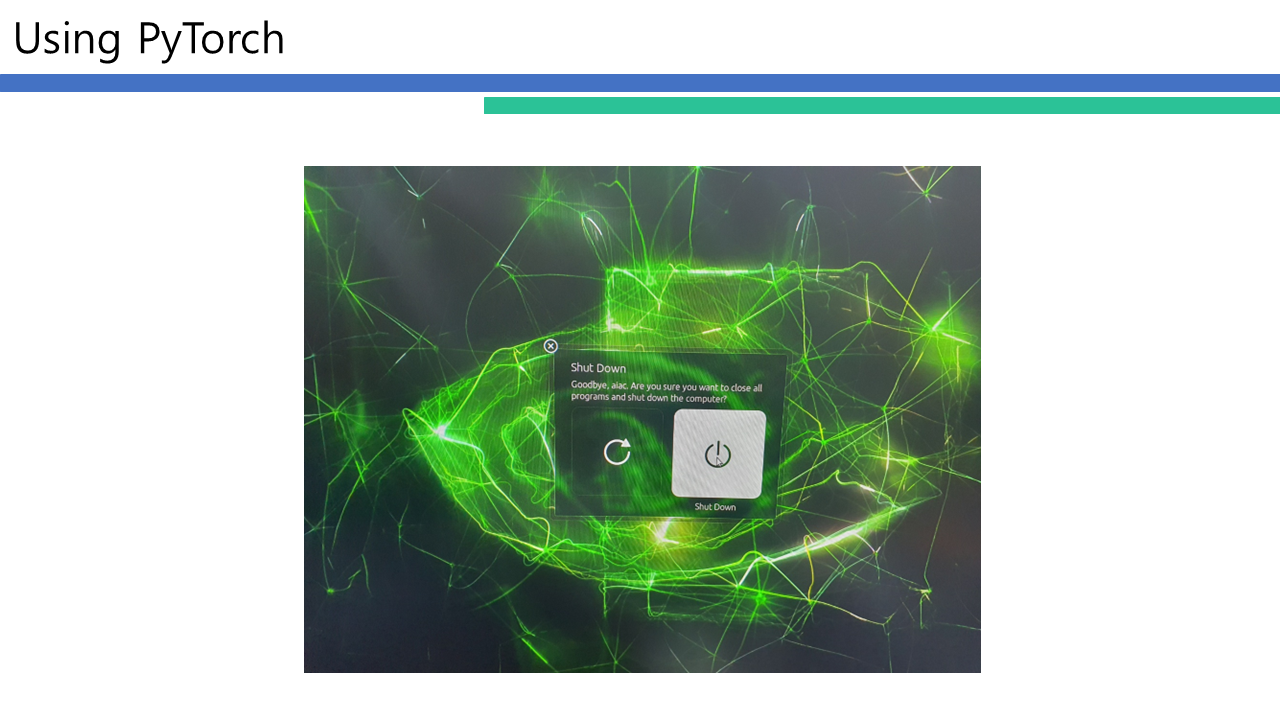 Using PyTorch
Shut Down
Goodbye, aiac. Are you sure you want to close all
programs and shut down the computer?
Shut Down